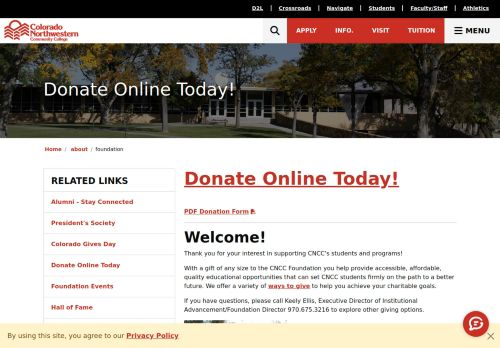 D2L | Crossroads | Navigate | Students | Faculty/Staff | Athletics
Colorado
Northwestern
Community College
APPLY INFO. VISIT TUITION MENU
Donate Online Today!
Home / about / foundation
RELATED LINKS
Alumni - Stay Connected
President's Society
Colorado Gives Day
Donate Online Today
Foundation Events
Hall of Fame
Donate Online Today!
PDF Donation Form
Welcome!
Thank you for your interest in supporting CNCC's students and programs!
With a gift of any size to the CNCC Foundation you help provide accessible, affordable,
quality educational opportunities that can set CNCC students firmly on the path to a better
future. We offer a variety of ways to give to help you achieve your charitable goals.
If you have questions, please call Keely Ellis, Executive Director of Institutional
Advancement/Foundation Director 970.675.3216 to explore other giving options.
By using this site, you agree to our Privacy Policy
×